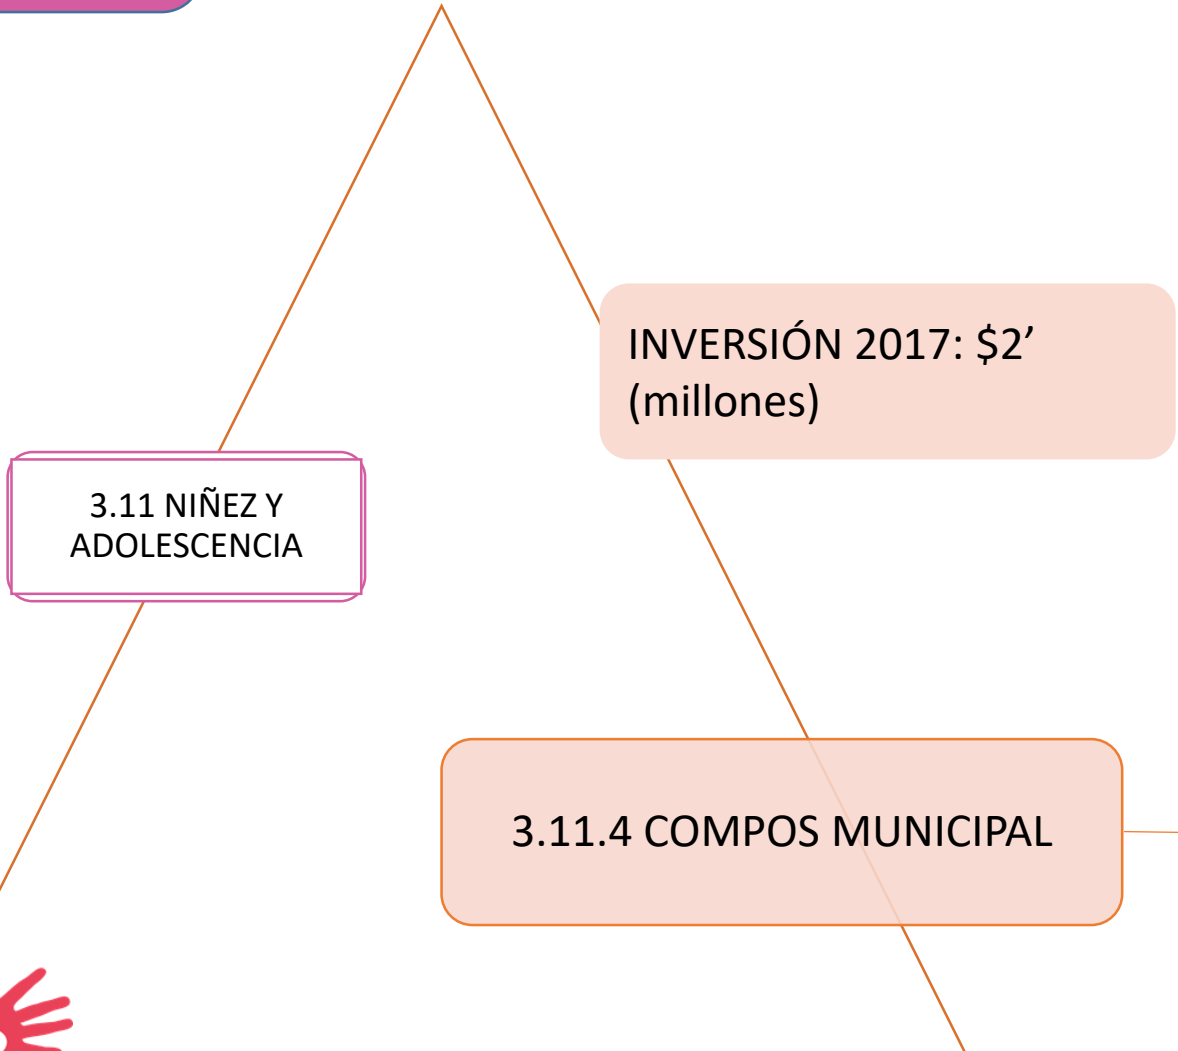 INVERSIÓN 2017: $2’
(millones)
3.11 NIÑEZ Y
ADOLESCENCIA
3.11.4 COMPOS MUNICIPAL